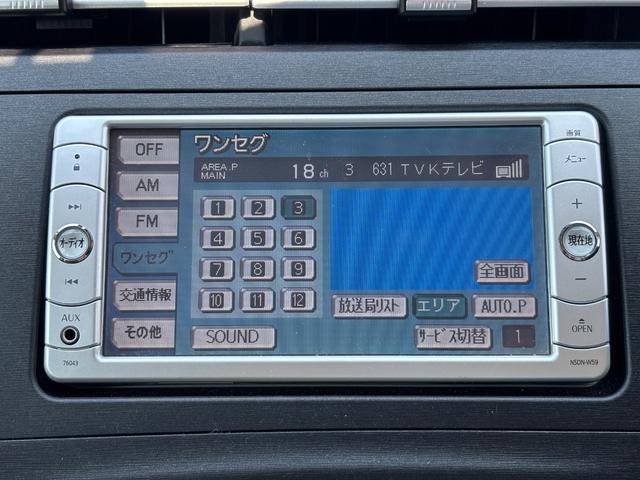 画質
メニュー
+
現在地
−
OPEN
NSDN-W59
オーディオ
AUX
76043
OFF
AM
FM
ワンセグ
交通情報
その他
ワンセグ
AREA.P
MAIN
18 ch 3 631 TVKテレビ
1 2 3
4 5 6
7 8 9
10 11 12
全画面
放送局リスト エリア AUTO.P
SOUND
サービス切替 1